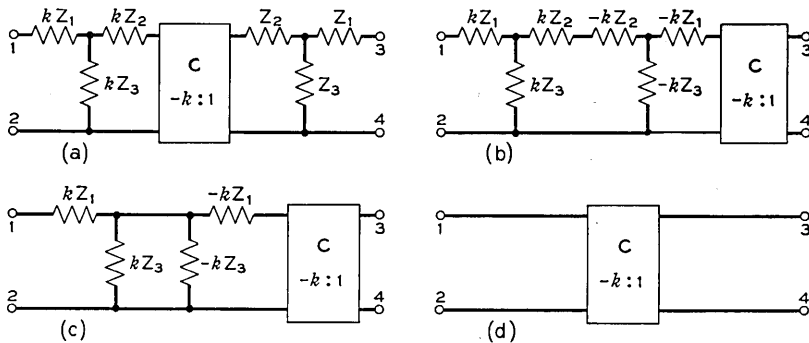 kZ₁ kZ₂ Z₂ Z₁
1 3
C
kZ₃ -k:1 Z₃
2 4
(a)
kZ₁ kZ₂ -kZ₂ -kZ₁
1 3
C
kZ₃ -kZ₃ -k:1
2 4
(b)
kZ₁ -kZ₁
1 3
C
kZ₃ -kZ₃ -k:1
2 4
(c)
1 3
C
-k:1
2 4
(d)